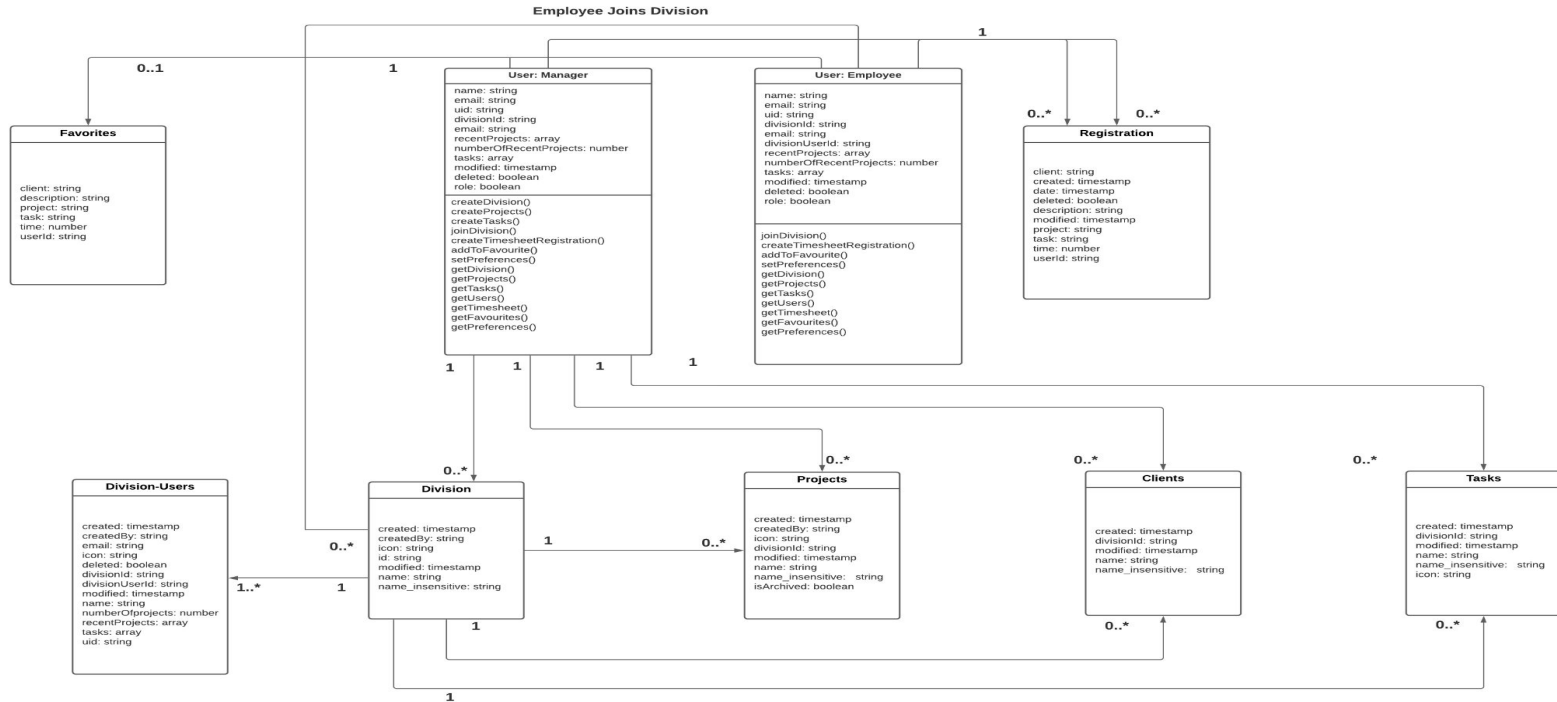 Employee Joins Division
1
0..1
1
0..*
0..*
Favorites
client: string
description: string
project: string
task: string
time: number
userId: string
User: Manager
name: string
email: string
uid: string
divisionId: string
email: string
recentProjects: array
numberOfRecentProjects: number
tasks: array
modified: timestamp
deleted: boolean
role: boolean
createDivision()
createProjects()
createTasks()
joinDivision()
createTimesheetRegistration()
addToFavourite()
setPreferences()
getDivision()
getProjects()
getTasks()
getUsers()
getTimesheet()
getFavourites()
getPreferences()
User: Employee
name: string
email: string
uid: string
divisionId: string
email: string
divisionUserId: string
recentProjects: array
numberOfRecentProjects: number
tasks: array
modified: timestamp
deleted: boolean
role: boolean
joinDivision()
createTimesheetRegistration()
addToFavourite()
setPreferences()
getDivision()
getProjects()
getTasks()
getUsers()
getTimesheet()
getFavourites()
getPreferences()
Registration
client: string
created: timestamp
date: timestamp
deleted: boolean
description: string
modified: timestamp
project: string
task: string
time: number
userId: string
1
1
1
1
0..*
0..*
0..*
0..*
Division-Users
created: timestamp
createdBy: string
email: string
icon: string
deleted: boolean
divisionId: string
divisionUserId: string
modified: timestamp
name: string
numberOfprojects: number
recentProjects: array
tasks: array
uid: string
0..*
1..*
1
Division
created: timestamp
createdBy: string
icon: string
id: string
modified: timestamp
name: string
name_insensitive: string
1
0..*
Projects
created: timestamp
createdBy: string
icon: string
divisionId: string
modified: timestamp
name: string
name_insensitive: string
isArchived: boolean
Clients
created: timestamp
divisionId: string
modified: timestamp
name: string
name_insensitive: string
Tasks
created: timestamp
divisionId: string
modified: timestamp
name: string
name_insensitive: string
icon: string
1
0..*
0..*
1